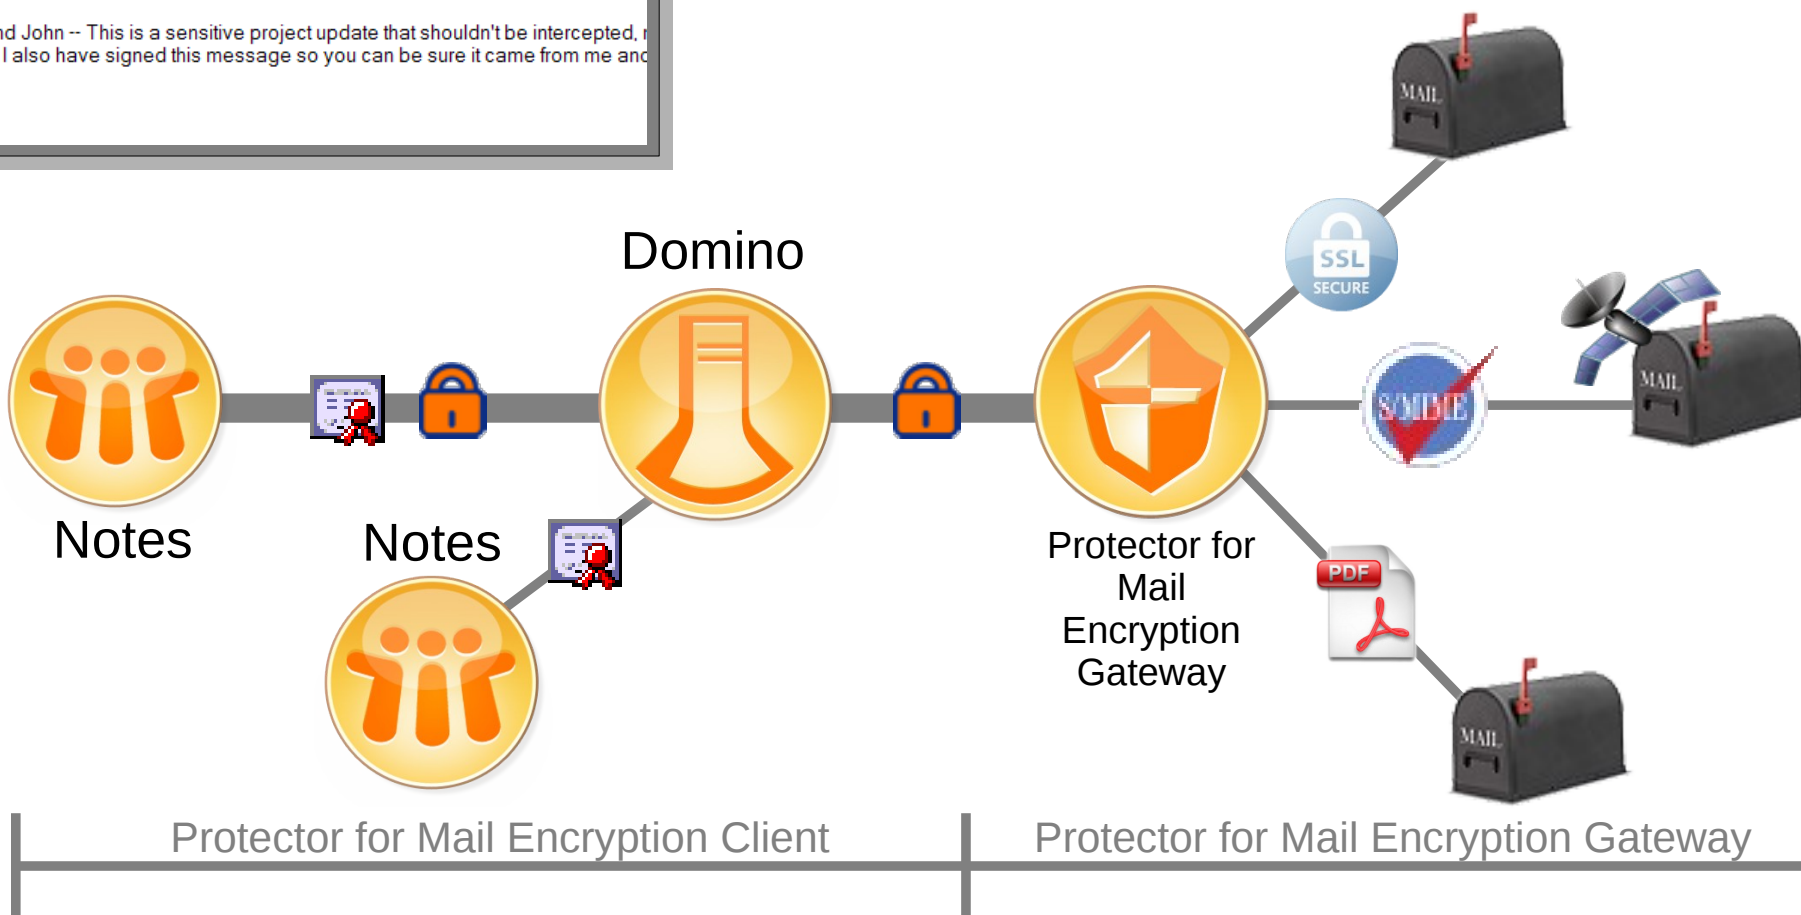 nd John -- This is a sensitive project update that shouldn't be intercepted,
I also have signed this message so you can be sure it came from me and
MAIL
Domino
SSL
SECURE
MAIL
S/MIME
Notes
Notes
Protector for
Mail
Encryption
Gateway
PDF
MAIL
Protector for Mail Encryption Client
Protector for Mail Encryption Gateway